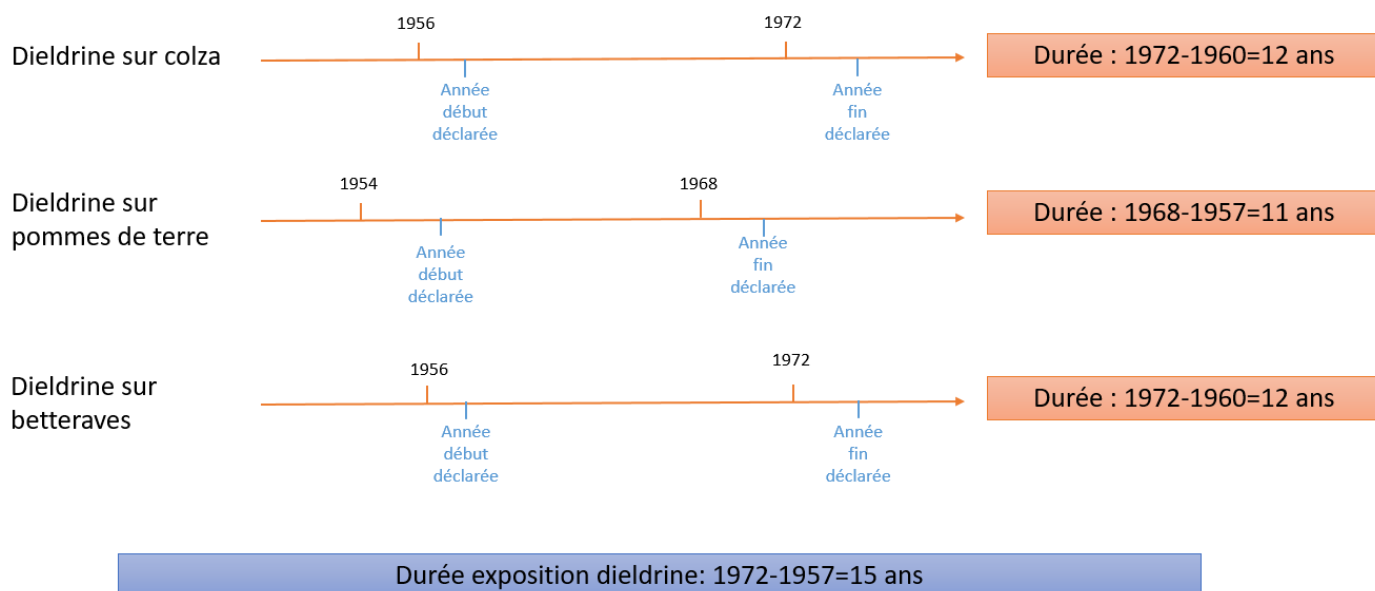 1956
1972
Dieldrine sur colza
Durée : 1972-1960=12 ans
Année
début
déclarée
Année
fin
déclarée
1954
1968
Dieldrine sur
pommes de terre
Durée : 1968-1957=11 ans
Année
début
déclarée
Année
fin
déclarée
1956
1972
Dieldrine sur
betteraves
Durée : 1972-1960=12 ans
Année
début
déclarée
Année
fin
déclarée
Durée exposition dieldrine: 1972-1957=15 ans